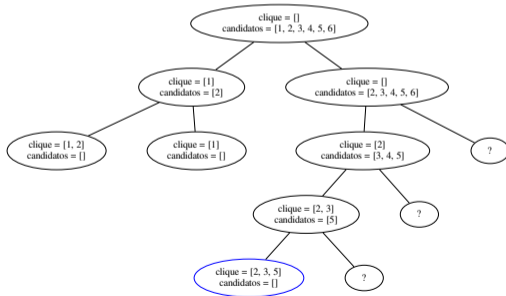 clique = []
candidatos = [1, 2, 3, 4, 5, 6]
clique = [1]
candidatos = [2]
clique = []
candidatos = [2, 3, 4, 5, 6]
clique = [1, 2]
candidatos = []
clique = [1]
candidatos = []
clique = [2]
candidatos = [3, 4, 5]
?
clique = [2, 3]
candidatos = [5]
?
clique = [2, 3, 5]
candidatos = []
?